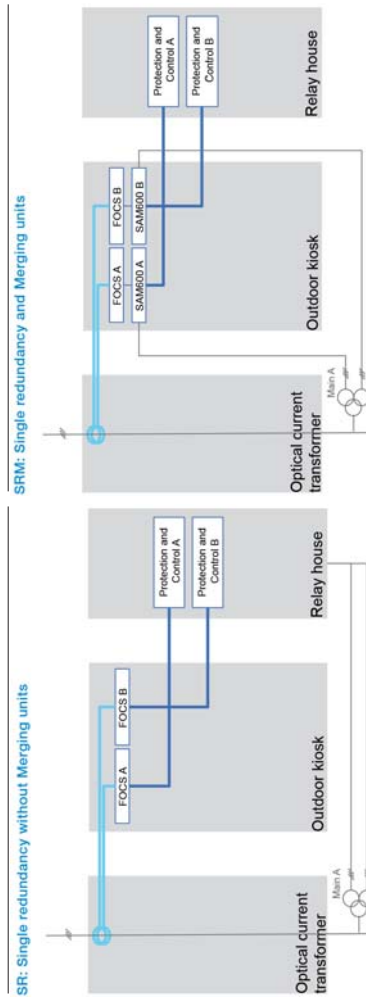 SR: Single redundancy without Merging units
FOCS A
FOCS B
Protection and
Control A
Protection and
Control B
Main A
Optical current
transformer
Outdoor kiosk
Relay house
SRM: Single redundancy and Merging units
FOCS A
FOCS B
SAM600 A
SAM600 B
Protection and
Control A
Protection and
Control B
Main A
Optical current
transformer
Outdoor kiosk
Relay house